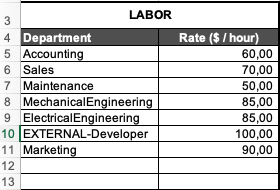 3 LABOR
4 Department Rate ($ / hour)
5 Accounting 60,00
6 Sales 70,00
7 Maintenance 50,00
8 MechanicalEngineering 85,00
9 ElectricalEngineering 85,00
10 EXTERNAL-Developer 100,00
11 Marketing 90,00
12
13